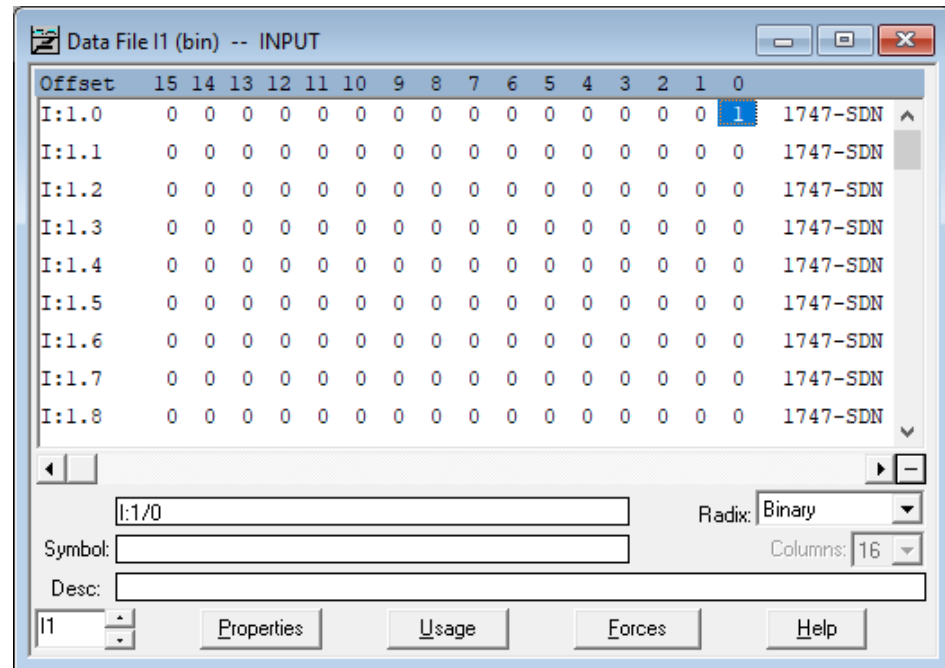 Data File I1 (bin) -- INPUT
Offset 15 14 13 12 11 10 9 8 7 6 5 4 3 2 1 0
I:1.0 0 0 0 0 0 0 0 0 0 0 0 0 0 0 0 1 1747-SDN
I:1.1 0 0 0 0 0 0 0 0 0 0 0 0 0 0 0 0 1747-SDN
I:1.2 0 0 0 0 0 0 0 0 0 0 0 0 0 0 0 0 1747-SDN
I:1.3 0 0 0 0 0 0 0 0 0 0 0 0 0 0 0 0 1747-SDN
I:1.4 0 0 0 0 0 0 0 0 0 0 0 0 0 0 0 0 1747-SDN
I:1.5 0 0 0 0 0 0 0 0 0 0 0 0 0 0 0 0 1747-SDN
I:1.6 0 0 0 0 0 0 0 0 0 0 0 0 0 0 0 0 1747-SDN
I:1.7 0 0 0 0 0 0 0 0 0 0 0 0 0 0 0 0 1747-SDN
I:1.8 0 0 0 0 0 0 0 0 0 0 0 0 0 0 0 0 1747-SDN
I:1/0 Radix: Binary
Symbol: Columns: 16
Desc:
I1 Properties Usage Forces Help